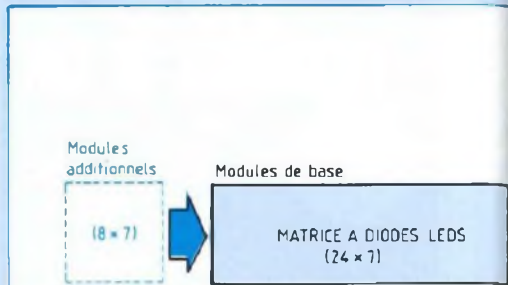 Modules
additionnels
Modules de base
(8 × 7)
MATRICE A DIODES LEDS
(24 × 7)